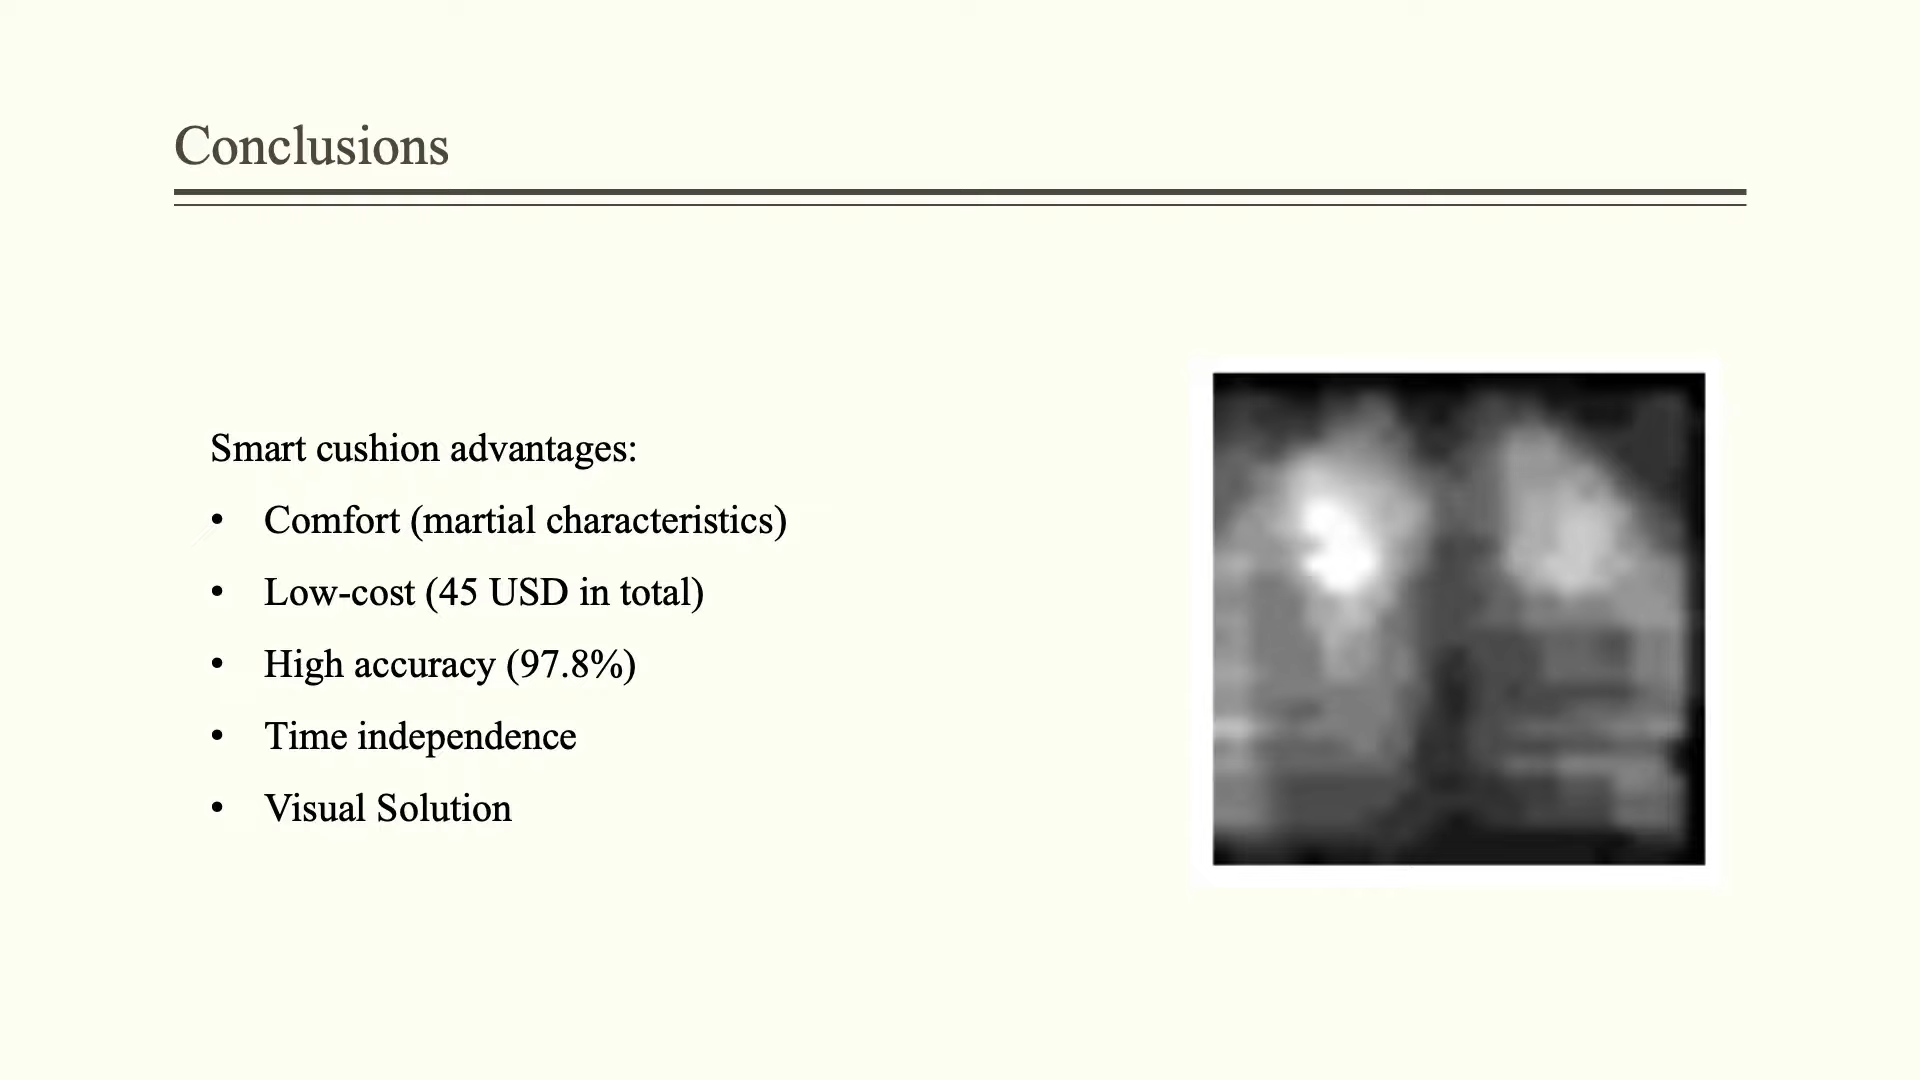 Conclusions
Smart cushion advantages:
• Comfort (martial characteristics)
• Low-cost (45 USD in total)
• High accuracy (97.8%)
• Time independence
• Visual Solution